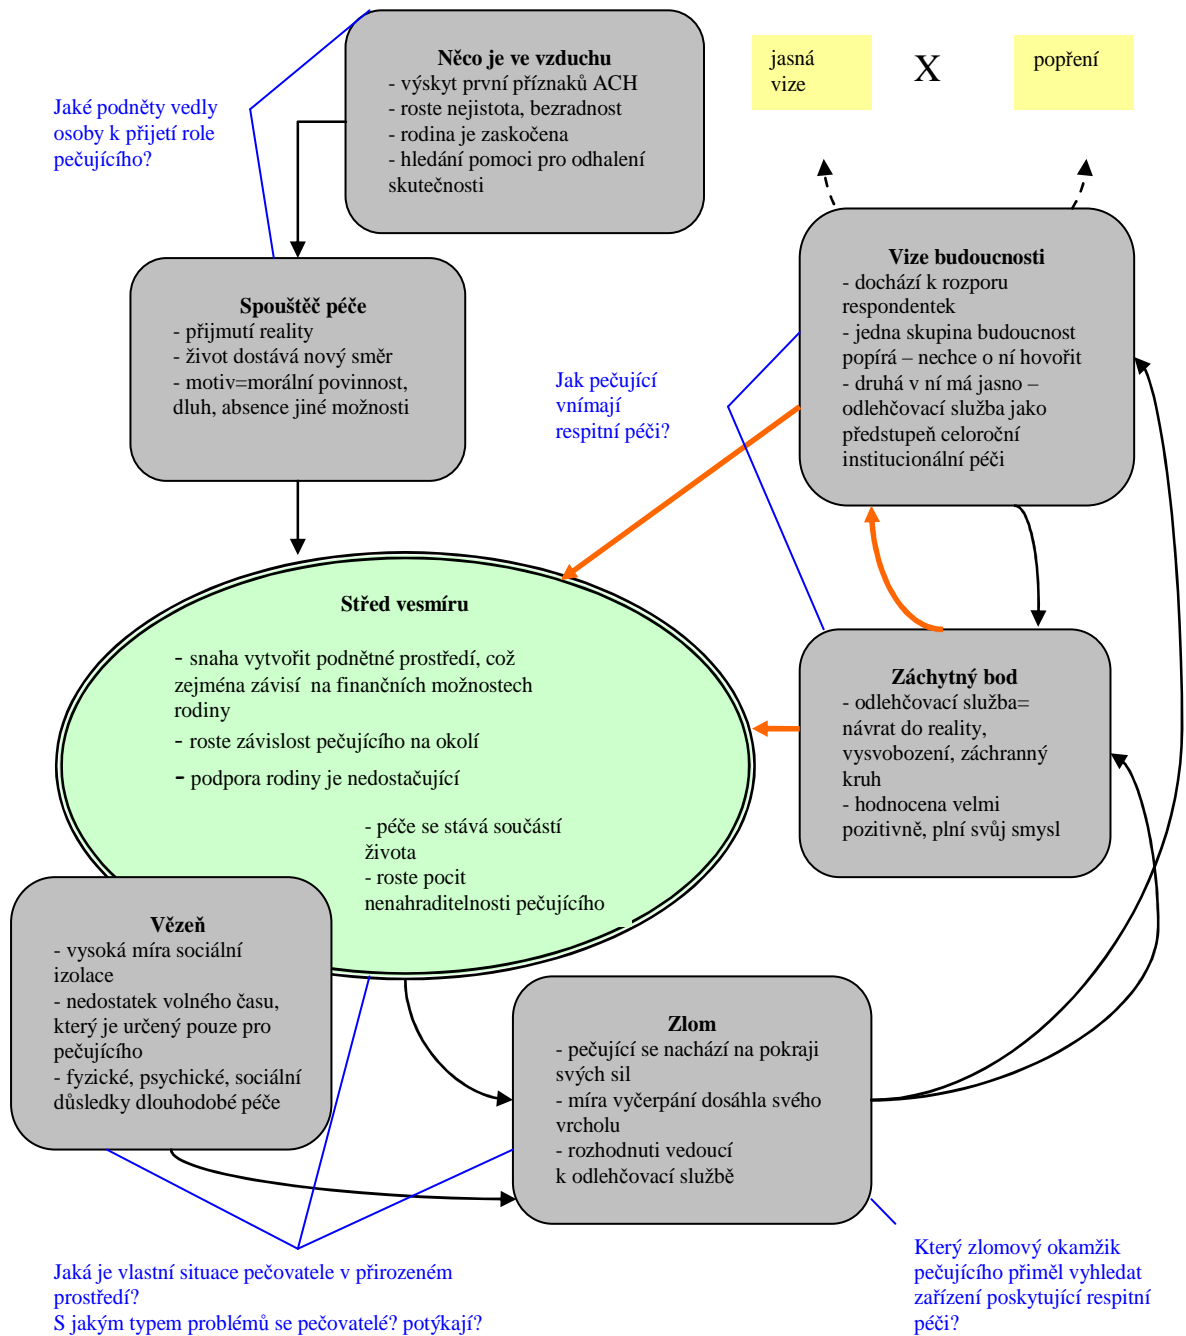 Něco je ve vzduchu
- výskyt první příznaků ACH
- roste nejistota, bezradnost
- rodina je zaskočena
- hledání pomoci pro odhalení
skutečnosti
jasná
vize
X
popření
Jaké podněty vedly
osoby k přijetí role
pečujícího?
Spouštěč péče
- přijmutí reality
- život dostává nový směr
- motiv=morální povinnost,
dluh, absence jiné možnosti
Vize budoucnosti
- dochází k rozporu
respondentek
- jedna skupina budoucnost
popírá – nechce o ní hovořit
- druhá v ní má jasno –
odlehčovací služba jako
předstupeň celoroční
institucionální péči
Jak pečující
vnímají
respitní péči?
Střed vesmíru
- snaha vytvořit podnětné prostředí, což
zejména závisí na finančních možnostech
rodiny
- roste závislost pečujícího na okolí
- podpora rodiny je nedostačující
- péče se stává součástí
života
- roste pocit
nenahraditelnosti pečujícího
Záchytný bod
- odlehčovací služba=
návrat do reality,
vysvobození, záchranný
kruh
- hodnocena velmi
pozitivně, plní svůj smysl
Vězeň
- vysoká míra sociální
izolace
- nedostatek volného času,
který je určený pouze pro
pečujícího
- fyzické, psychické, sociální
důsledky dlouhodobé péče
Zlom
- pečující se nachází na pokraji
svých sil
- míra vyčerpání dosáhla svého
vrcholu
- rozhodnuti vedoucí
k odlehčovací službě
Jaká je vlastní situace pečovatele v přirozeném
prostředí?
S jakým typem problémů se pečovatelé? potýkají?
Který zlomový okamžik
pečujícího přiměl vyhledat
zařízení poskytující respitní
péči?